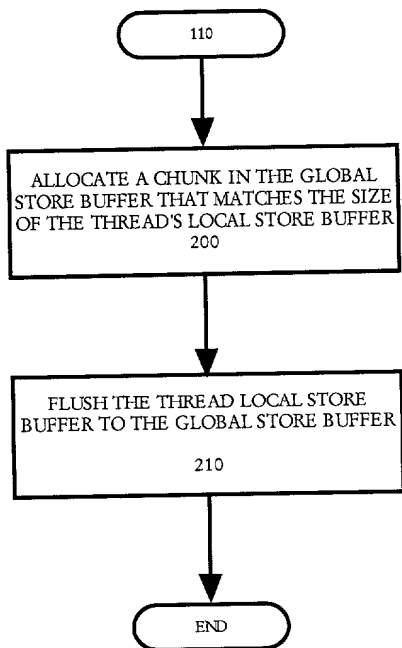 110
ALLOCATE A CHUNK IN THE GLOBAL
STORE BUFFER THAT MATCHES THE SIZE
OF THE THREAD'S LOCAL STORE BUFFER
200
FLUSH THE THREAD LOCAL STORE
BUFFER TO THE GLOBAL STORE BUFFER
210
END